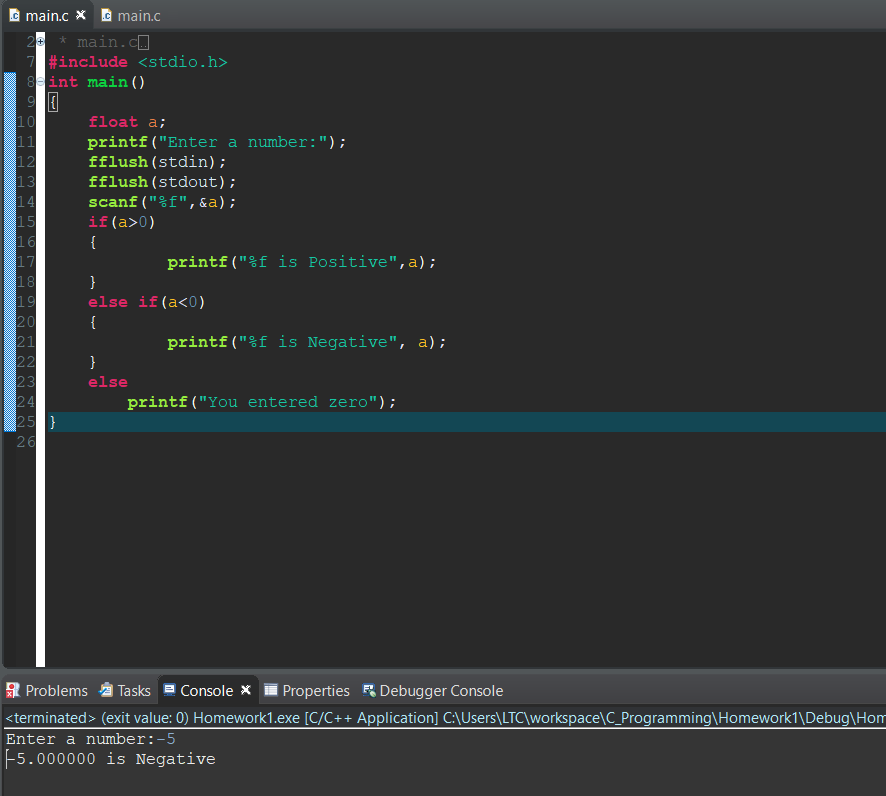 main.c main.c
2 * main.c
7 #include <stdio.h>
8 int main()
9 {
10 float a;
11 printf("Enter a number:");
12 fflush(stdin);
13 fflush(stdout);
14 scanf("%f",&a);
15 if(a>0)
16 {
17 printf("%f is Positive",a);
18 }
19 else if(a<0)
20 {
21 printf("%f is Negative", a);
22 }
23 else
24 printf("You entered zero");
25 }
26
Problems Tasks Console Properties Debugger Console
<terminated> (exit value: 0) Homework1.exe [C/C++ Application] C:\Users\LTC\workspace\C_Programming\Homework1\Debug\Hom
Enter a number:-5
-5.000000 is Negative